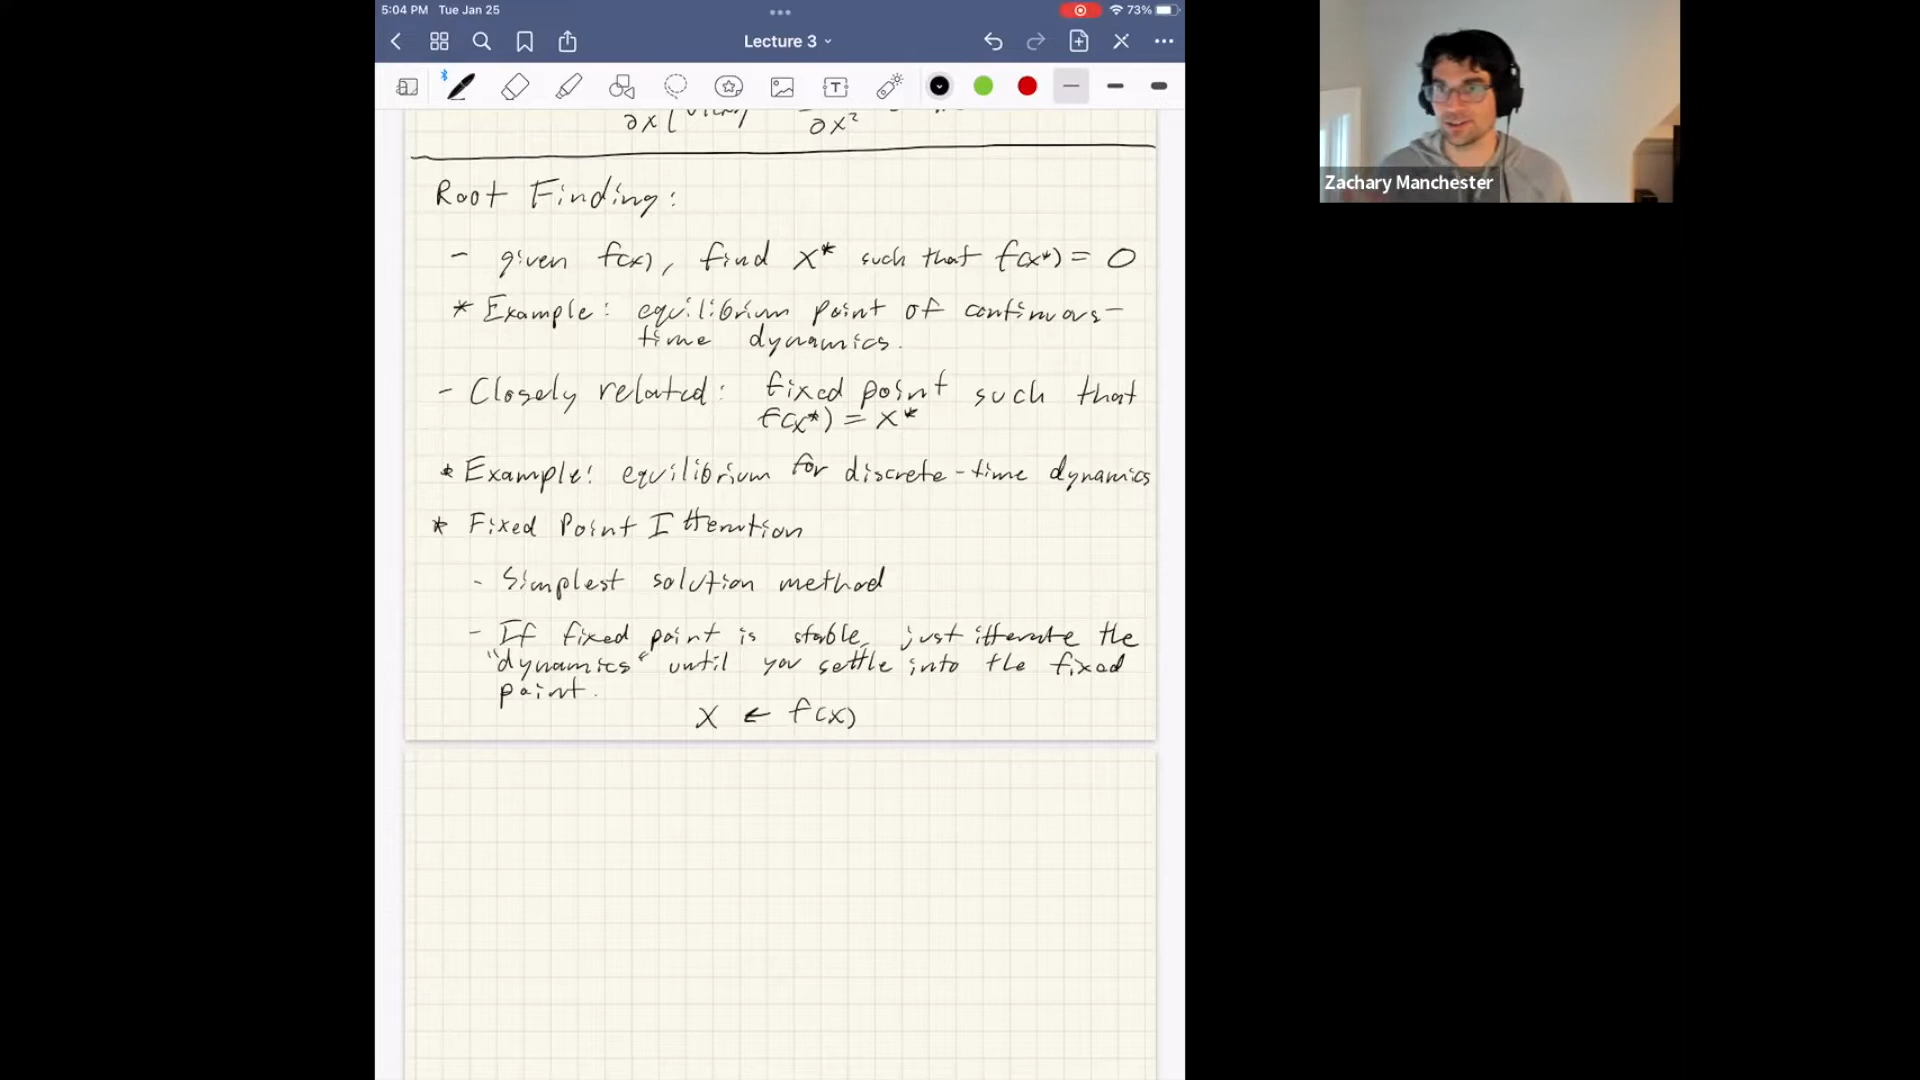 5:04 PM Tue Jan 25
73%
Lecture 3
Zachary Manchester
∂x ∂x²
Root Finding:
- given f(x), find x* such that f(x*) = 0
* Example: equilibrium point of continuous-
time dynamics.
- Closely related: fixed point such that
f(x*) = x*
* Example: equilibrium for discrete-time dynamics
* Fixed Point Itteration
- Simplest solution method
- If fixed point is stable, just itterate the
"dynamics" until you settle into the fixed
point.
x ← f(x)